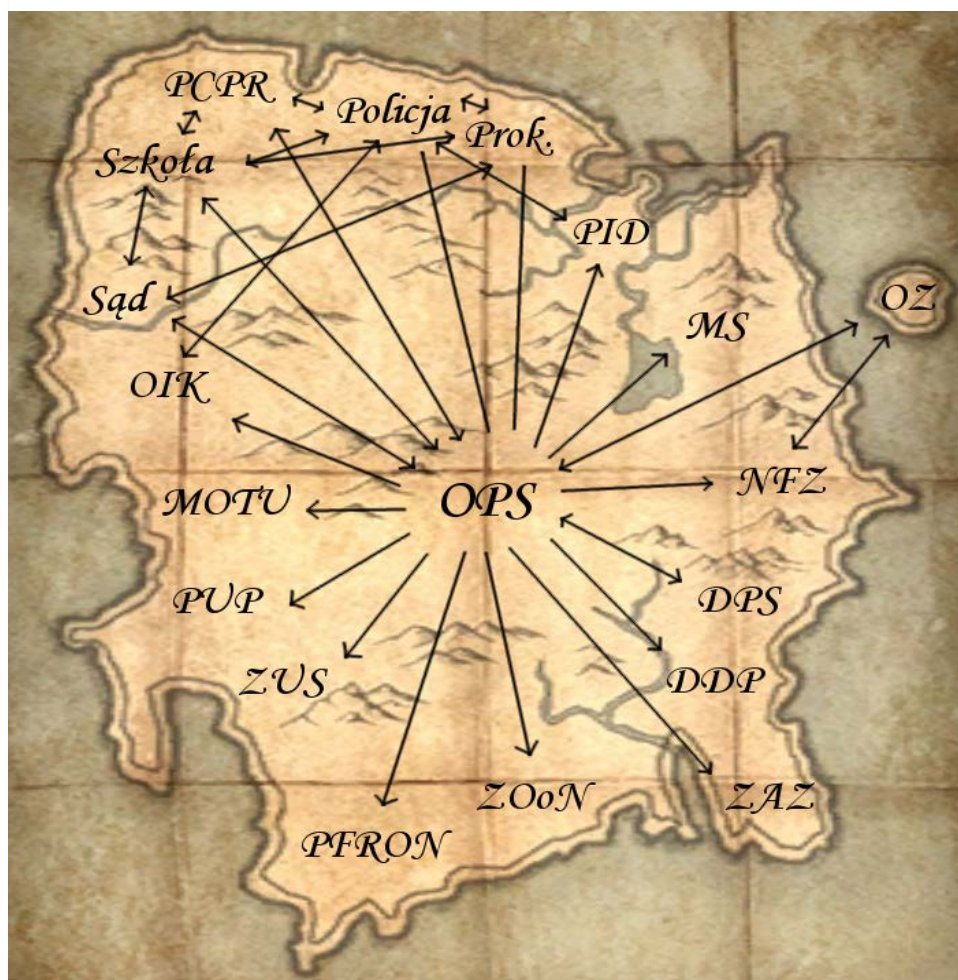 PCPR
Policja
Prok.
Szkoła
PID
Sąd
OZ
MS
OIK
NFZ
MOTU
OPS
PUP
DPS
ZUS
DDP
ZOoN
ZAZ
PFRON